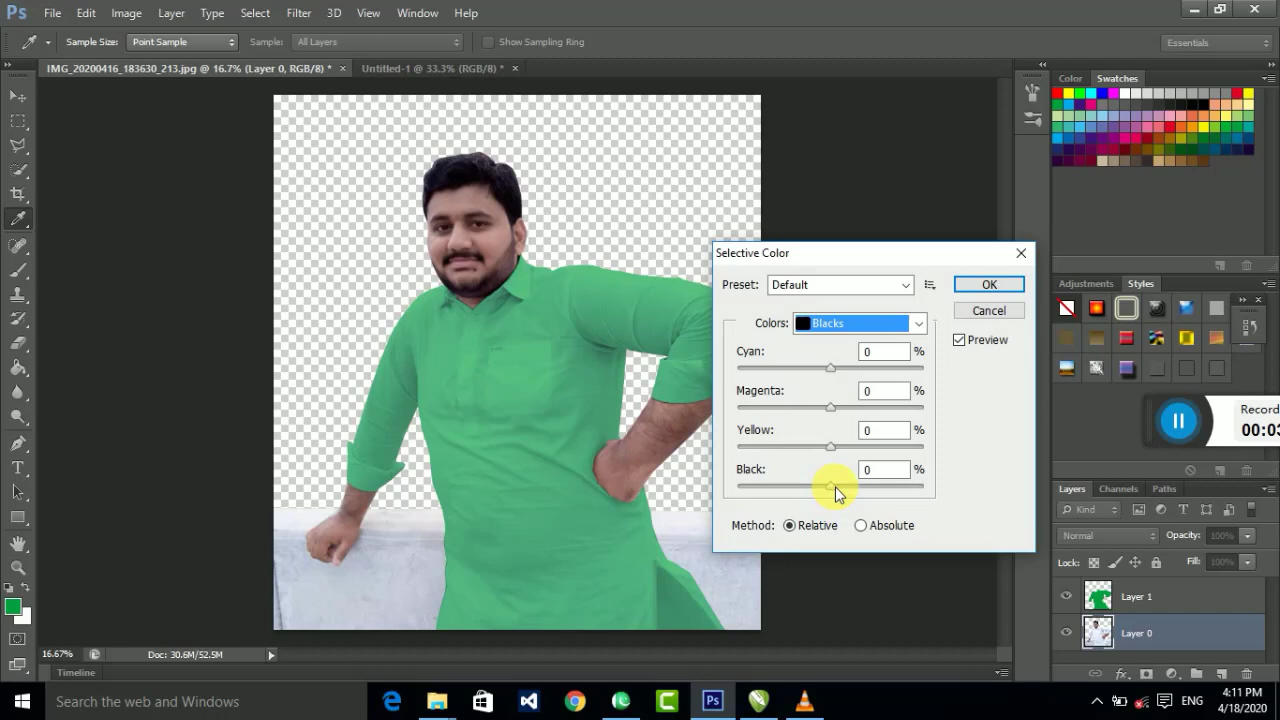 Ps File Edit Image Layer Type Select Filter 3D View Window Help
Sample Size: Point Sample Sample: All Layers Show Sampling Ring Essentials
IMG_20200416_183630_213.jpg @ 16.7% (Layer 0, RGB/8) * × Untitled-1 @ 33.3% (RGB/8) * ×
Color Swatches
Selective Color
Preset: Default OK
Colors: Blacks Cancel
Preview
Cyan: 0 %
Magenta: 0 %
Yellow: 0 %
Black: 0 %
Method: Relative Absolute
Adjustments Styles
Record
00:03
Layers Channels Paths
Kind
Normal Opacity: 100%
Lock: Fill: 100%
Layer 1
Layer 0
16.67% Doc: 30.6M/52.5M
Timeline
Search the web and Windows
ENG
4:11 PM
4/18/2020